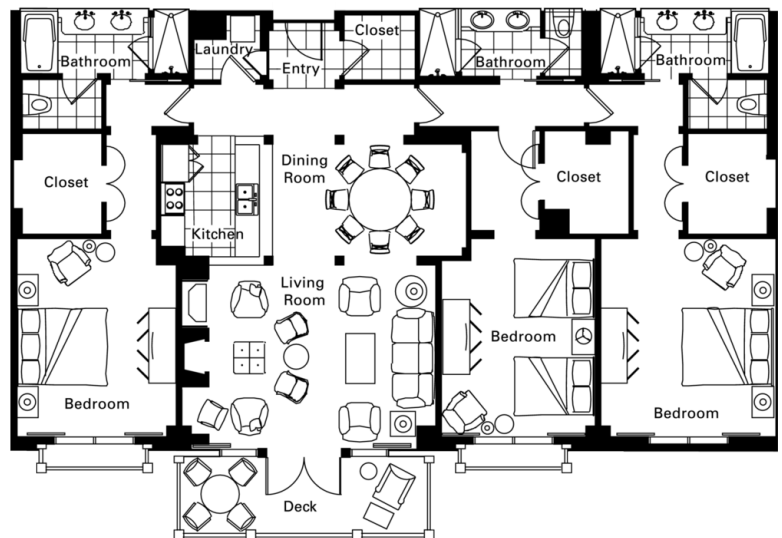 Closet
Laundry
Bathroom
Entry
Bathroom
Bathroom
Dining
Room
Closet
Closet
Closet
Kitchen
Living
Room
Bedroom
Bedroom
Bedroom
Deck